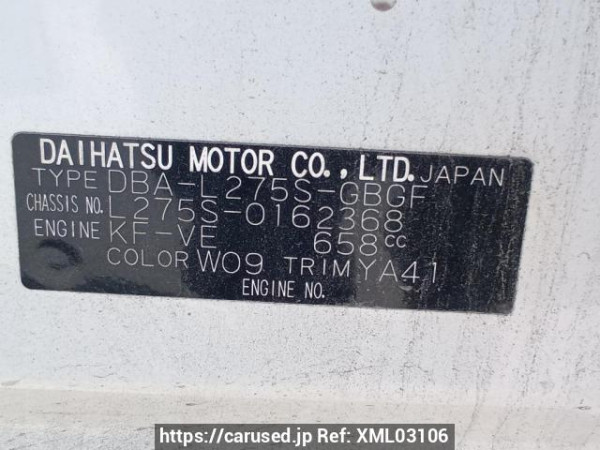 DAIHATSU MOTOR CO., LTD. JAPAN
TYPE DBA-L275S-GBGF
CHASSIS NO. L275S-0162368
ENGINE KF-VE 658cc
COLOR W09 TRIM YA41
ENGINE NO.
https://carused.jp Ref: XML03106